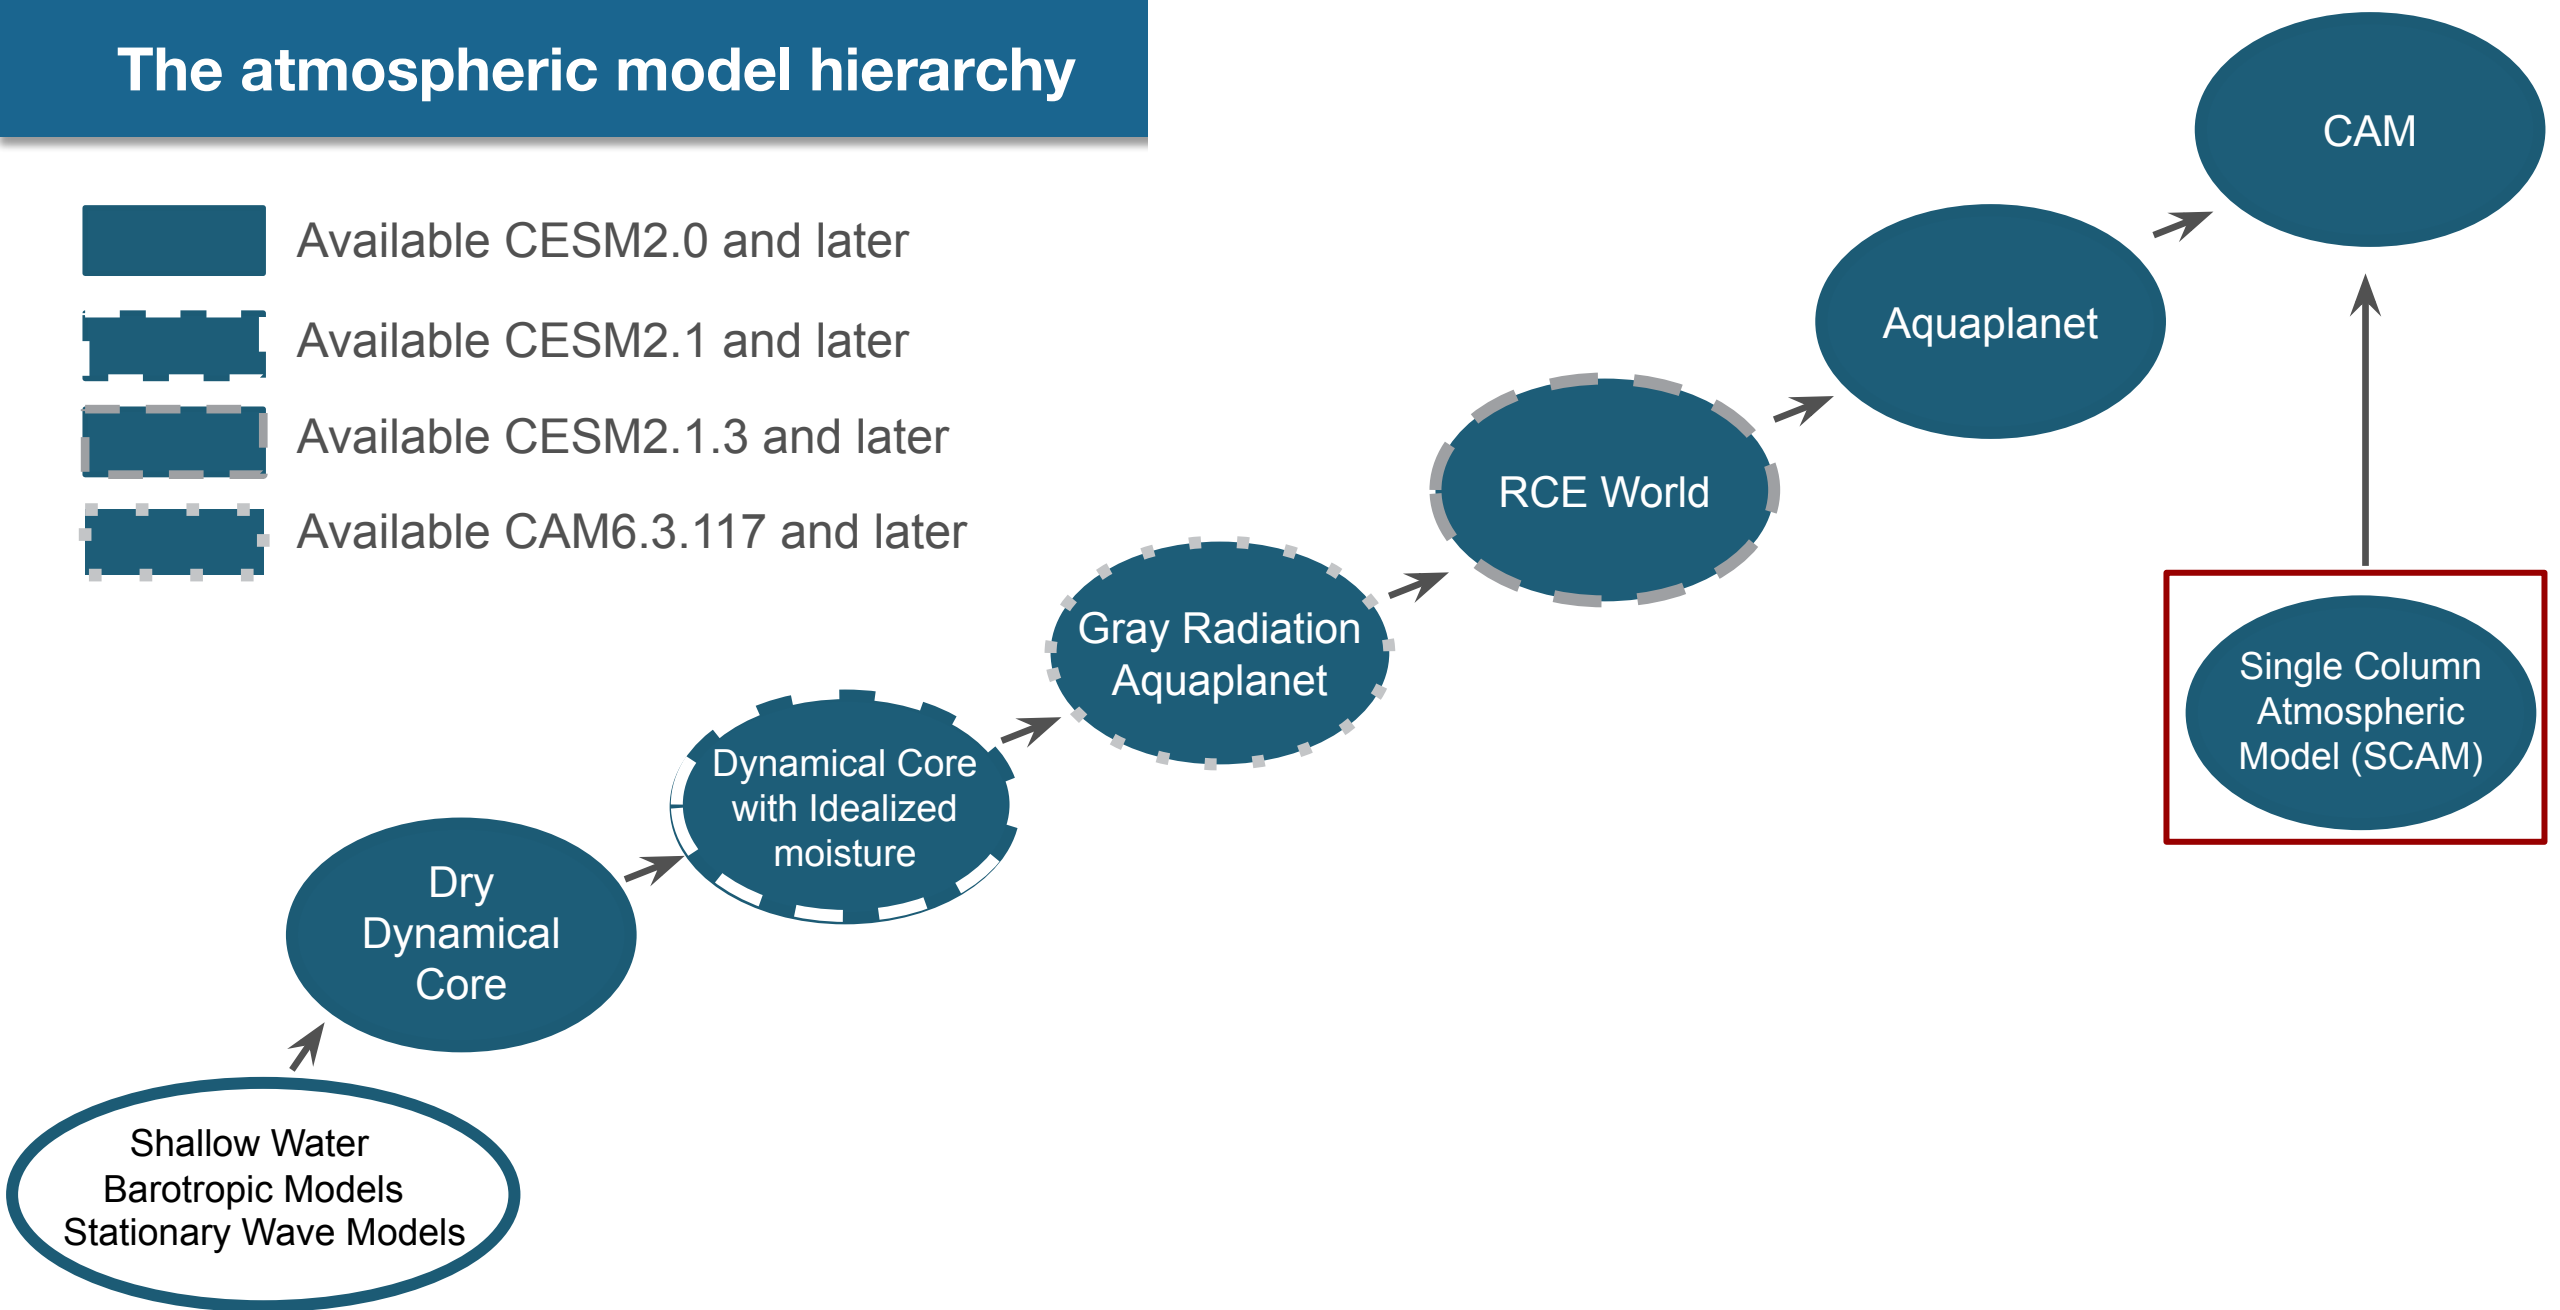 The atmospheric model hierarchy
Available CESM2.0 and later
Available CESM2.1 and later
Available CESM2.1.3 and later
Available CAM6.3.117 and later
CAM
Aquaplanet
RCE World
Gray Radiation
Aquaplanet
Dynamical Core
with Idealized
moisture
Dry
Dynamical
Core
Shallow Water
Barotropic Models
Stationary Wave Models
Single Column
Atmospheric
Model (SCAM)